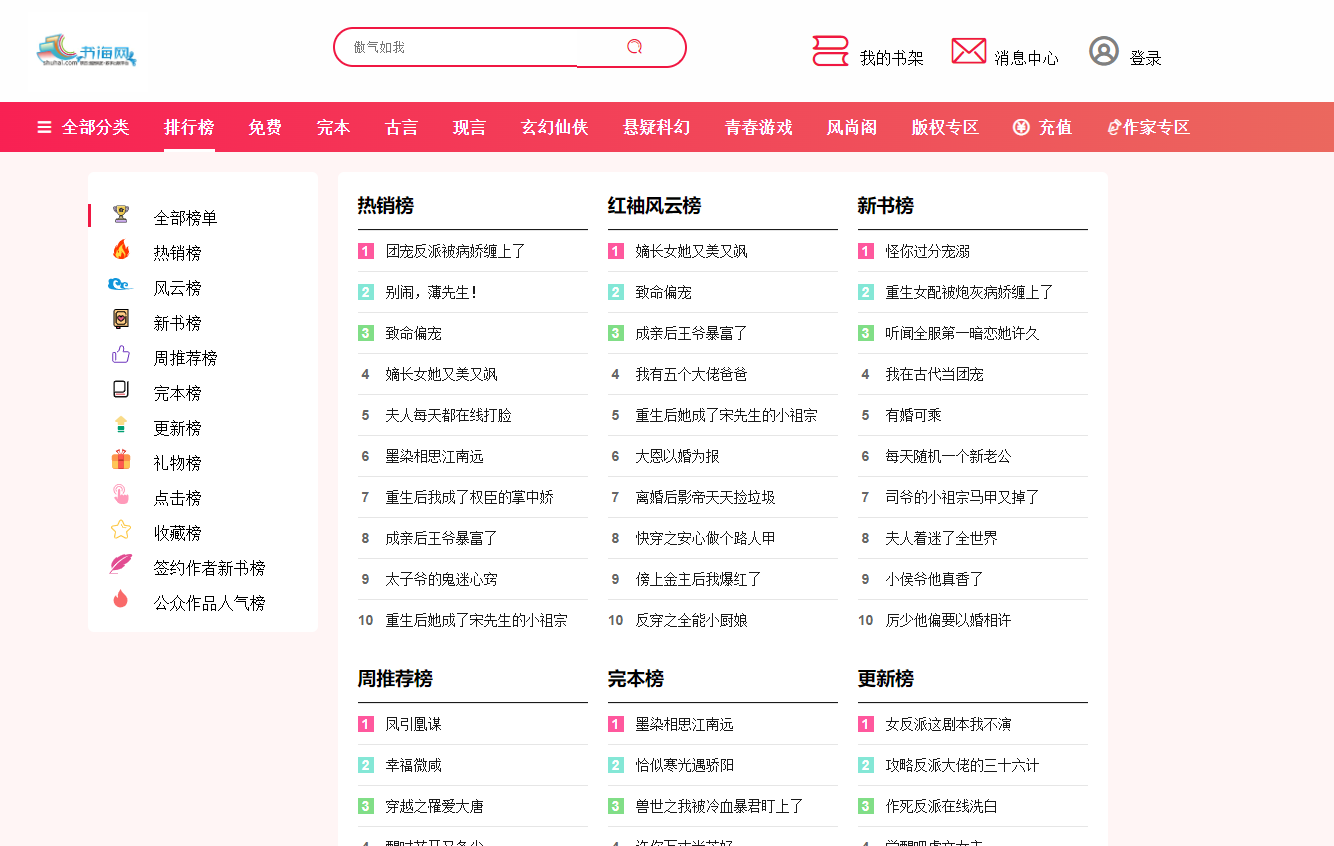 书海网
shuhai.com
傲气如我
我的书架
消息中心
登录
全部分类 排行榜 免费 完本 古言 现言 玄幻仙侠 悬疑科幻 青春游戏 风尚阁 版权专区 充值 作家专区
全部榜单
热销榜
风云榜
新书榜
周推荐榜
完本榜
更新榜
礼物榜
点击榜
收藏榜
签约作者新书榜
公众作品人气榜
热销榜
1 团宠反派被病娇缠上了
2 别闹，薄先生！
3 致命偏宠
4 嫡长女她又美又飒
5 夫人每天都在线打脸
6 墨染相思江南远
7 重生后我成了权臣的掌中娇
8 成亲后王爷暴富了
9 太子爷的鬼迷心窍
10 重生后她成了宋先生的小祖宗
红袖风云榜
1 嫡长女她又美又飒
2 致命偏宠
3 成亲后王爷暴富了
4 我有五个大佬爸爸
5 重生后她成了宋先生的小祖宗
6 大恩以婚为报
7 离婚后影帝天天捡垃圾
8 快穿之安心做个路人甲
9 傍上金主后我爆红了
10 反穿之全能小厨娘
新书榜
1 怪你过分宠溺
2 重生女配被炮灰病娇缠上了
3 听闻全服第一暗恋她许久
4 我在古代当团宠
5 有婚可乘
6 每天随机一个新老公
7 司爷的小祖宗马甲又掉了
8 夫人着迷了全世界
9 小侯爷他真香了
10 厉少他偏要以婚相许
周推荐榜
1 凤引凰谋
2 幸福微咸
3 穿越之罹爱大唐
完本榜
1 墨染相思江南远
2 恰似寒光遇骄阳
3 兽世之我被冷血暴君盯上了
更新榜
1 女反派这剧本我不演
2 攻略反派大佬的三十六计
3 作死反派在线洗白